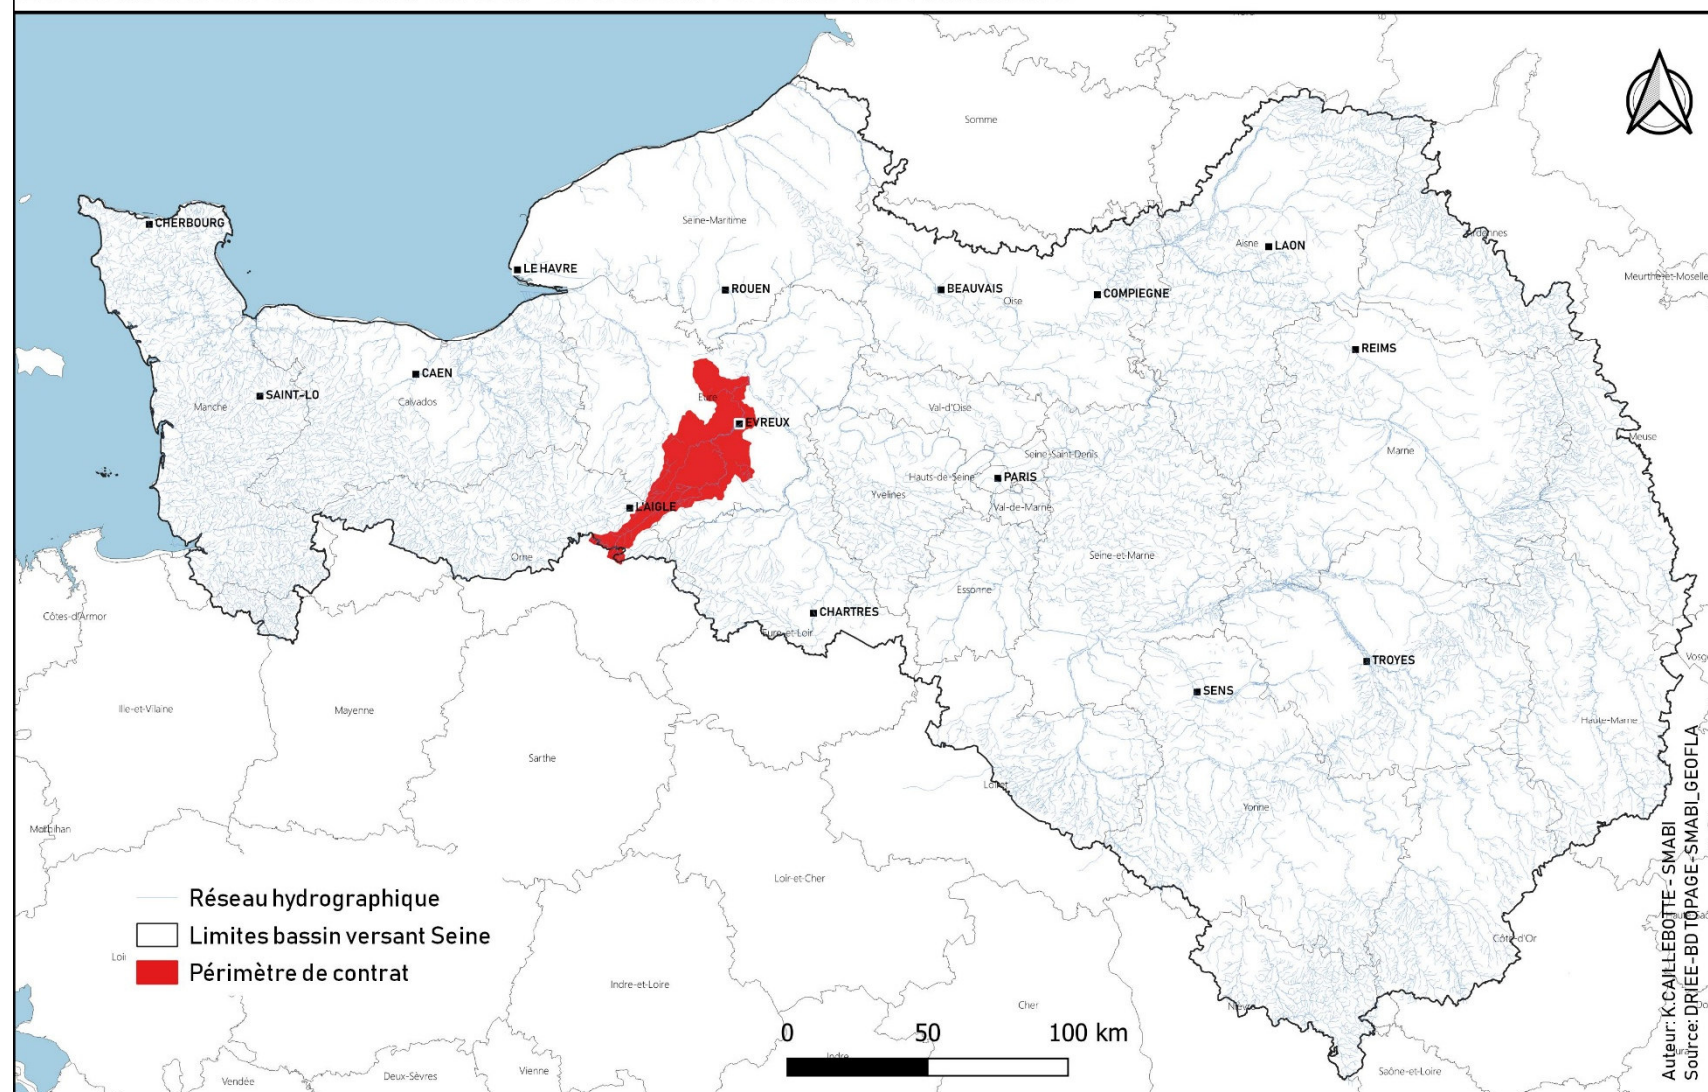 Somme
CHERBOURG
Seine-Maritime
Aisne
LAON
Ardennes
Meurthe-et-Moselle
LE HAVRE
ROUEN
BEAUVAIS
Oise
COMPIEGNE
REIMS
CAEN
SAINT-LO
Manche
Calvados
Eure
EVREUX
Val-d'Oise
Marne
Meuse
Seine-Saint-Denis
Hauts-de-Seine
PARIS
Yvelines
Val-de-Marne
L'AIGLE
Orne
Seine-et-Marne
Essonne
Côtes-d'Armor
CHARTRES
Eure-et-Loir
TROYES
SENS
Ille-et-Vilaine
Mayenne
Haute-Marne
Sarthe
Loiret
Yonne
Morbihan
Loir-et-Cher
Réseau hydrographique
Limites bassin versant Seine
Côte-d'Or
Périmètre de contrat
Indre-et-Loire
Cher
Nièvre
0 50 100 km
Indre
Vendée
Deux-Sèvres
Vienne
Saône-et-Loire
Auteur: K.CAILLEBOTTE - SMABI
Source: DRIEE-BD TOPAGE-SMABI_GEOFLA